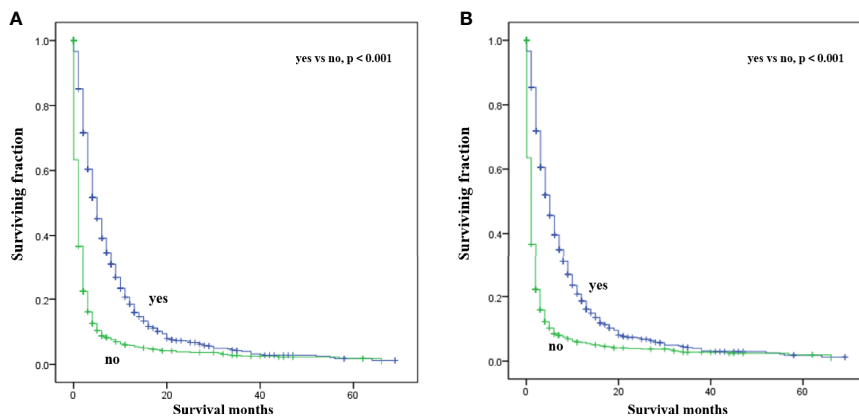 A
yes vs no, p < 0.001
Survivinig fraction
1.0
0.8
0.6
0.4
0.2
0.0
yes
no
0
20
40
60
Survival months
B
yes vs no, p < 0.001
Survivinig fraction
1.0
0.8
0.6
0.4
0.2
0.0
yes
no
0
20
40
60
Survival months